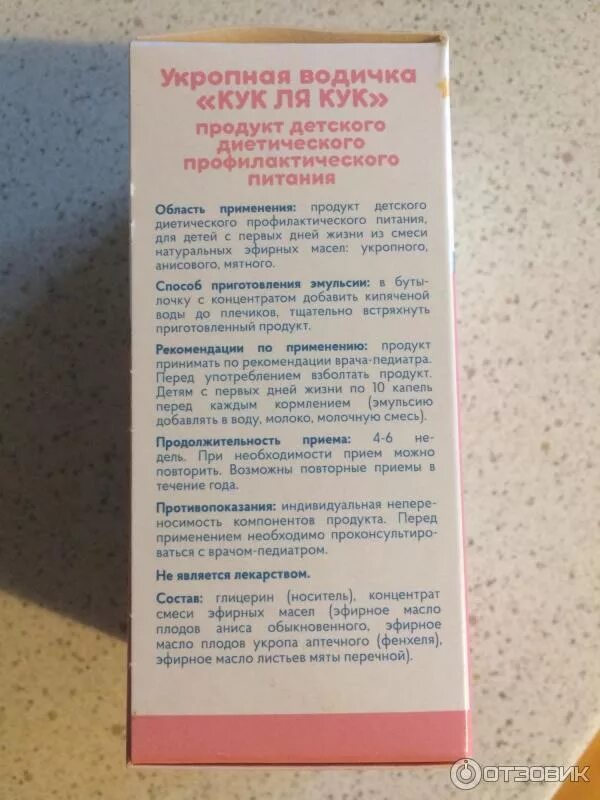 Укропная водичка
«КУК ЛЯ КУК»
продукт детского
диетического
профилактического
питания
Область применения: продукт детского
диетического профилактического питания,
для детей с первых дней жизни из смеси
натуральных эфирных масел: укропного,
анисового, мятного.
Способ приготовления эмульсии: в буты-
лочку с концентратом добавить кипяченой
воды до плечиков, тщательно встряхнуть
приготовленный продукт.
Рекомендации по применению: продукт
принимать по рекомендации врача-педиатра.
Перед употреблением взболтать продукт.
Детям с первых дней жизни по 10 капель
перед каждым кормлением (эмульсию
добавлять в воду, молоко, молочную смесь).
Продолжительность приема: 4-6 не-
дель. При необходимости прием можно
повторить. Возможны повторные приемы в
течение года.
Противопоказания: индивидуальная непере-
носимость компонентов продукта. Перед
применением необходимо проконсультиро-
ваться с врачом-педиатром.
Не является лекарством.
Состав: глицерин (носитель), концентрат
смеси эфирных масел (эфирное масло
плодов аниса обыкновенного, эфирное
масло плодов укропа аптечного (фенхеля),
эфирное масло листьев мяты перечной).
ОТЗОВИК